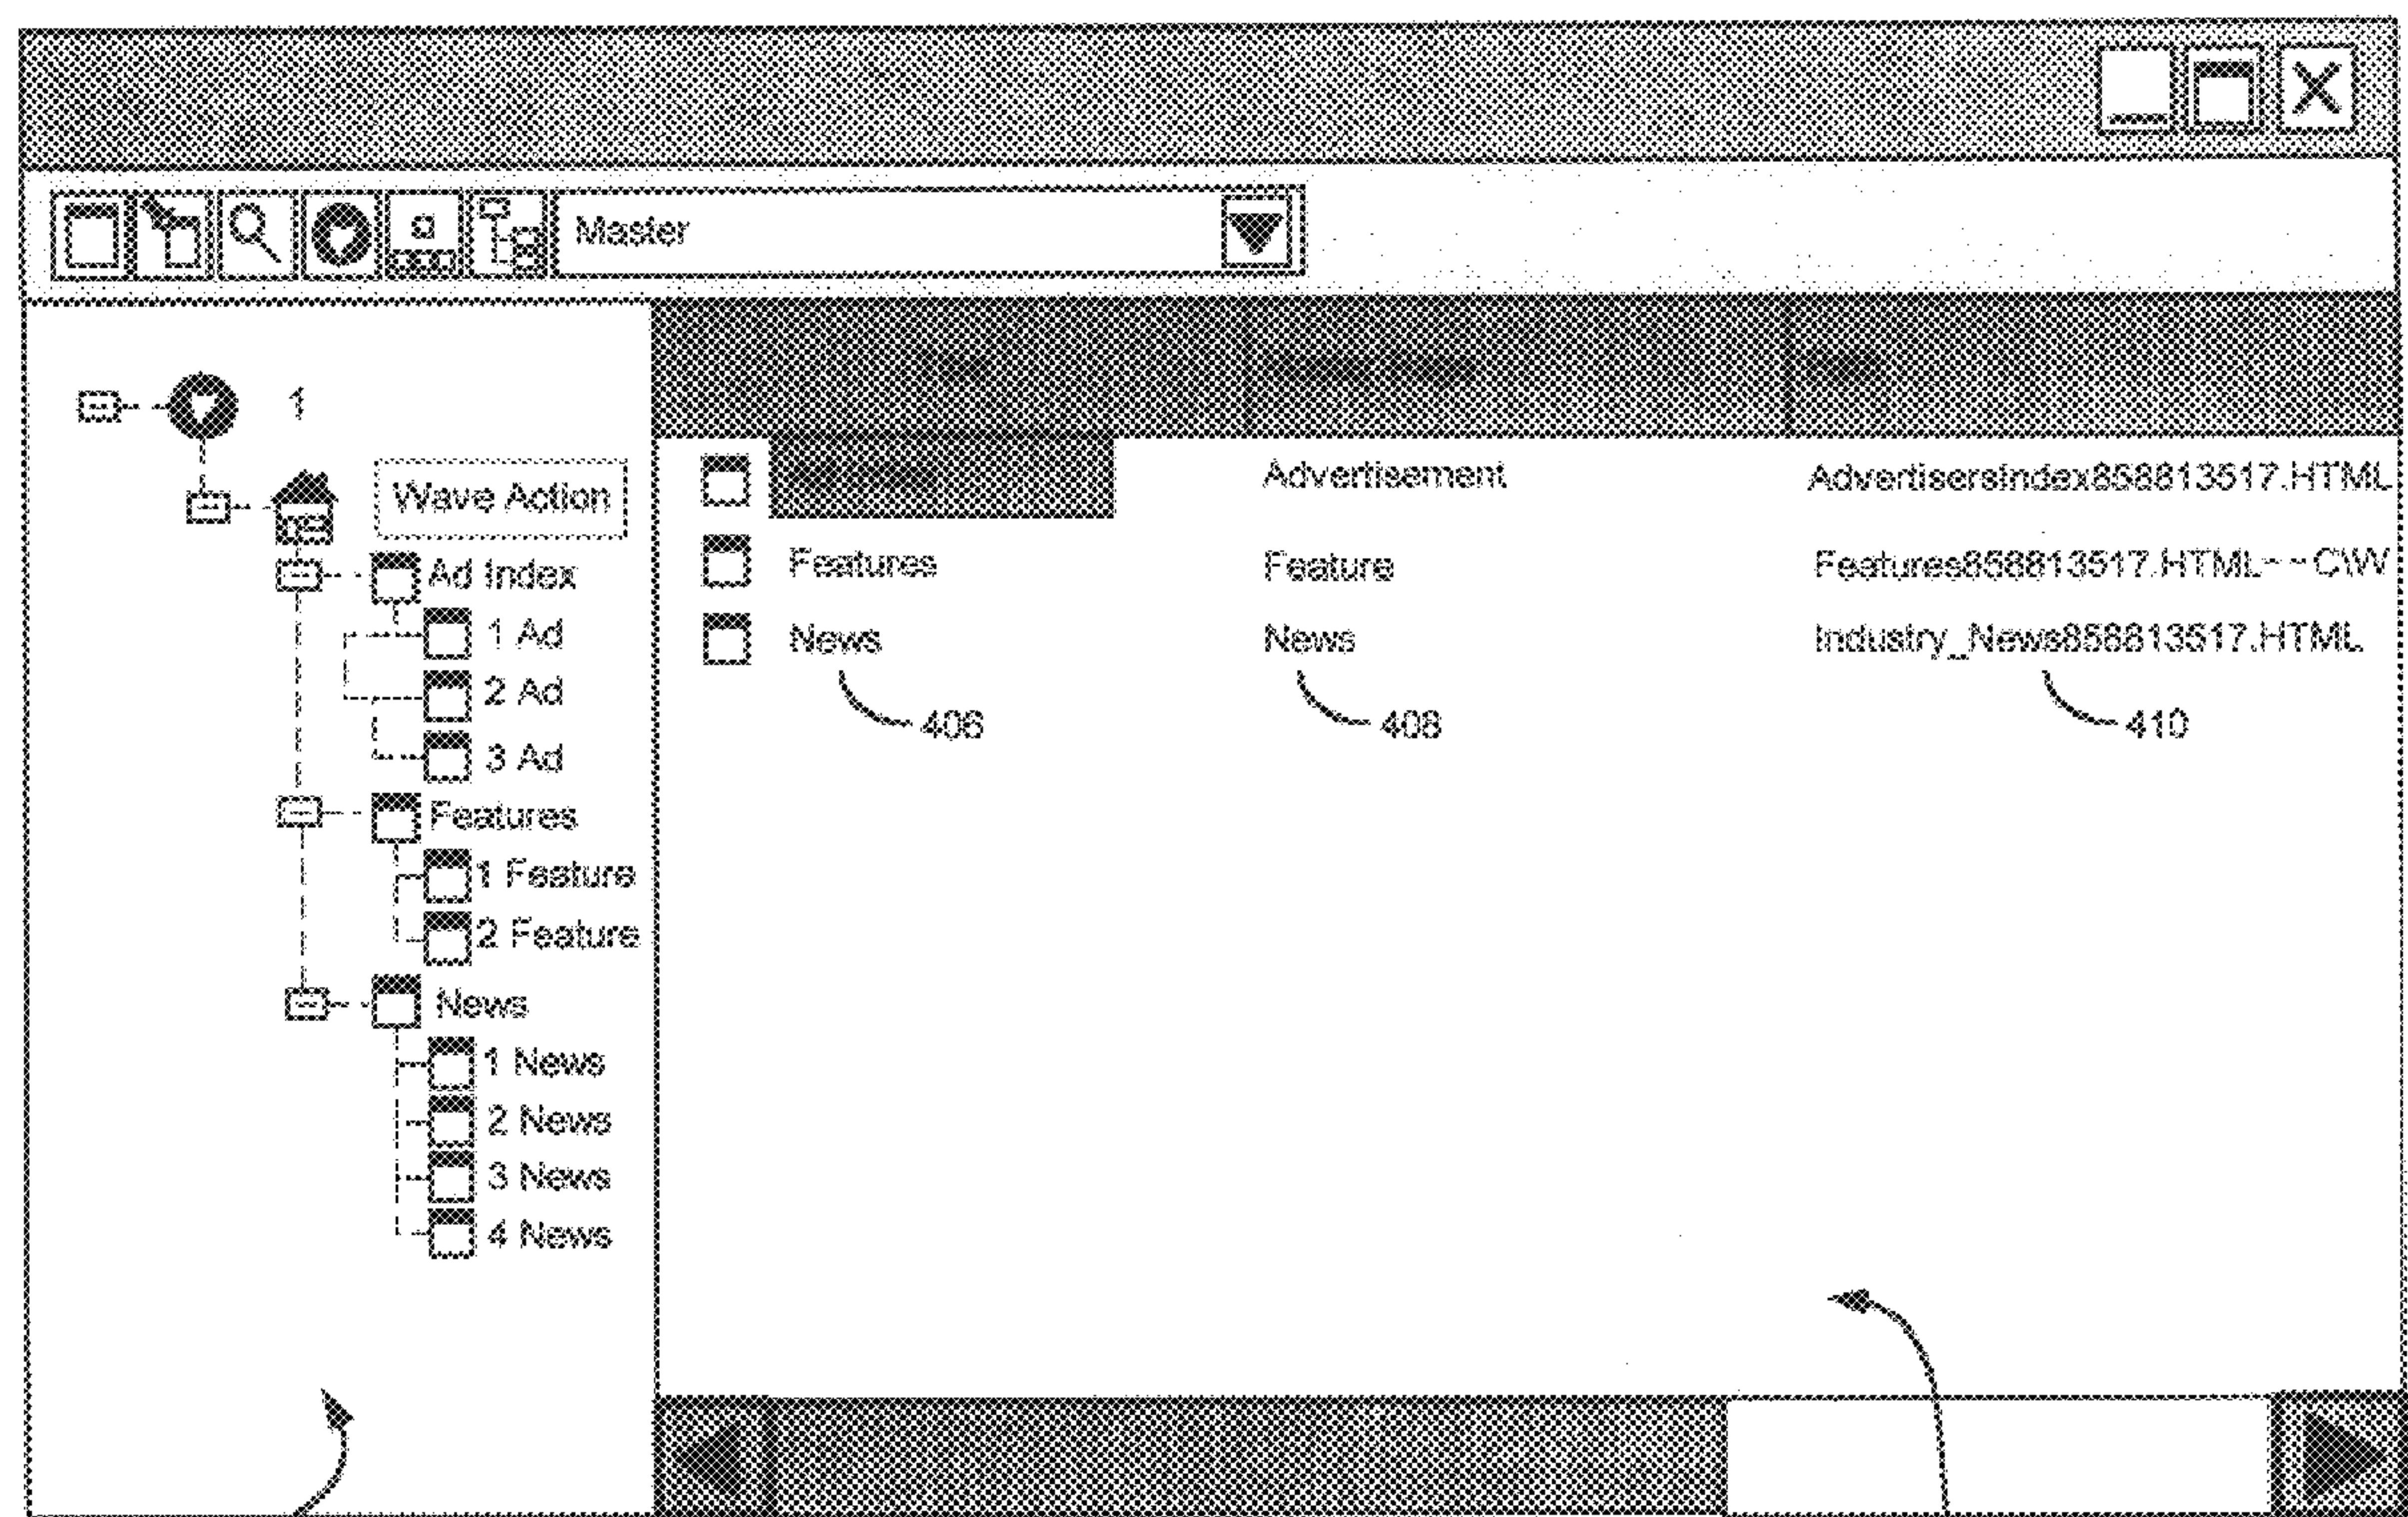 a
Master
1
Wave Action
Ad Index
1 Ad
2 Ad
3 Ad
Features
1 Feature
2 Feature
News
1 News
2 News
3 News
4 News
Advertisement AdvertisersIndex858813517.HTML
Features Feature Features858813517.HTML~~CWV
News News Industry_News858813517.HTML
406 408 410